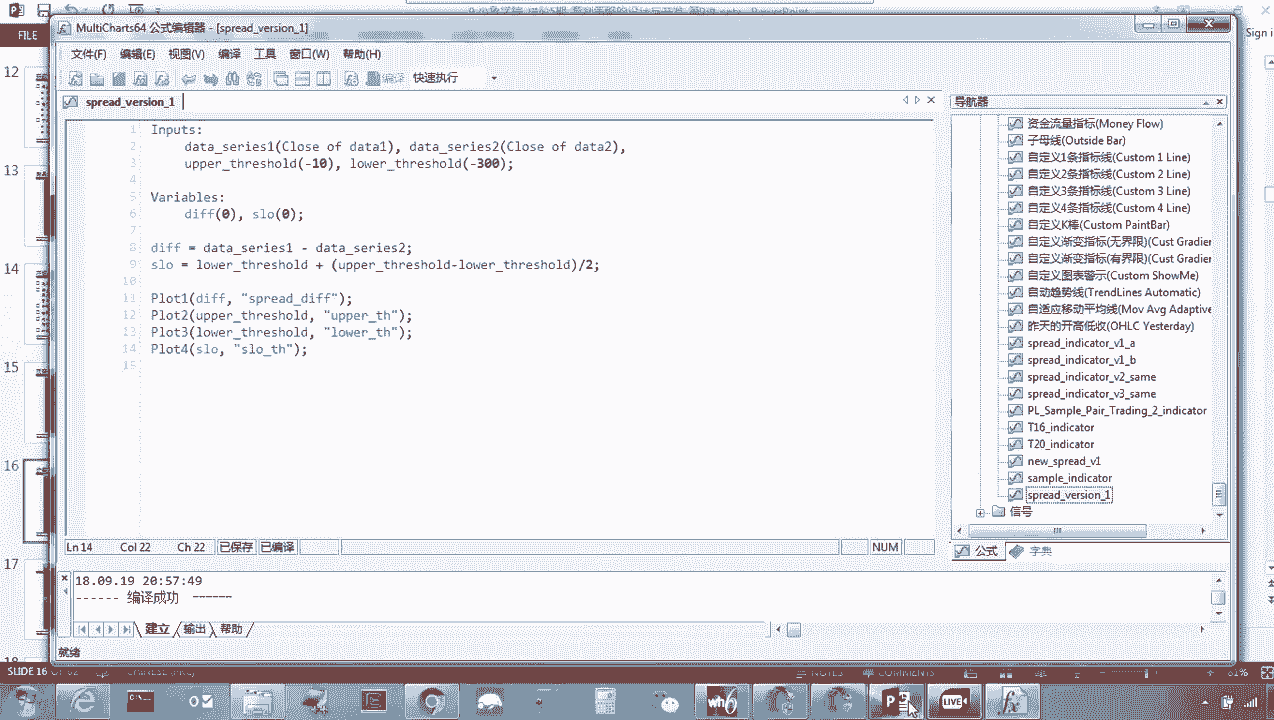 FILE
Sign i
MultiCharts64 公式编辑器 - [spread_version_1]
文件(F) 编辑(E) 视图(V) 编译 工具 窗口(W) 帮助(H)
快速执行
spread_version_1
1 Inputs:
2 data_series1(Close of data1), data_series2(Close of data2),
3 upper_threshold(-10), lower_threshold(-300);
4
5 Variables:
6 diff(0), slo(0);
7
8 diff = data_series1 - data_series2;
9 slo = lower_threshold + (upper_threshold-lower_threshold)/2;
10
11 Plot1(diff, "spread_diff");
12 Plot2(upper_threshold, "upper_th");
13 Plot3(lower_threshold, "lower_th");
14 Plot4(slo, "slo_th");
15
导航器
资金流量指标(Money Flow)
子母线(Outside Bar)
自定义1条指标线(Custom 1 Line)
自定义2条指标线(Custom 2 Line)
自定义3条指标线(Custom 3 Line)
自定义4条指标线(Custom 4 Line)
自定义K棒(Custom PaintBar)
自定义渐变指标(无界限)(Cust Gradier
自定义渐变指标(有界限)(Cust Gradier
自定义图表警示(Custom ShowMe)
自动趋势线(TrendLines Automatic)
自适应移动平均线(Mov Avg Adaptive
昨天的开高低收(OHLC Yesterday)
spread_indicator_v1_a
spread_indicator_v1_b
spread_indicator_v2_same
spread_indicator_v3_same
PL_Sample_Pair_Trading_2_indicator
T16_indicator
T20_indicator
new_spread_v1
sample_indicator
spread_version_1
信号
公式 字典
Ln 14 Col 22 Ch 22 已保存 已编译 NUM
18.09.19 20:57:49
------ 编译成功 ------
建立 输出 帮助
就绪
12
13
14
15
16
17
SLIDE 16 OF 62 NOTES COMMENTS 61%
LIVE